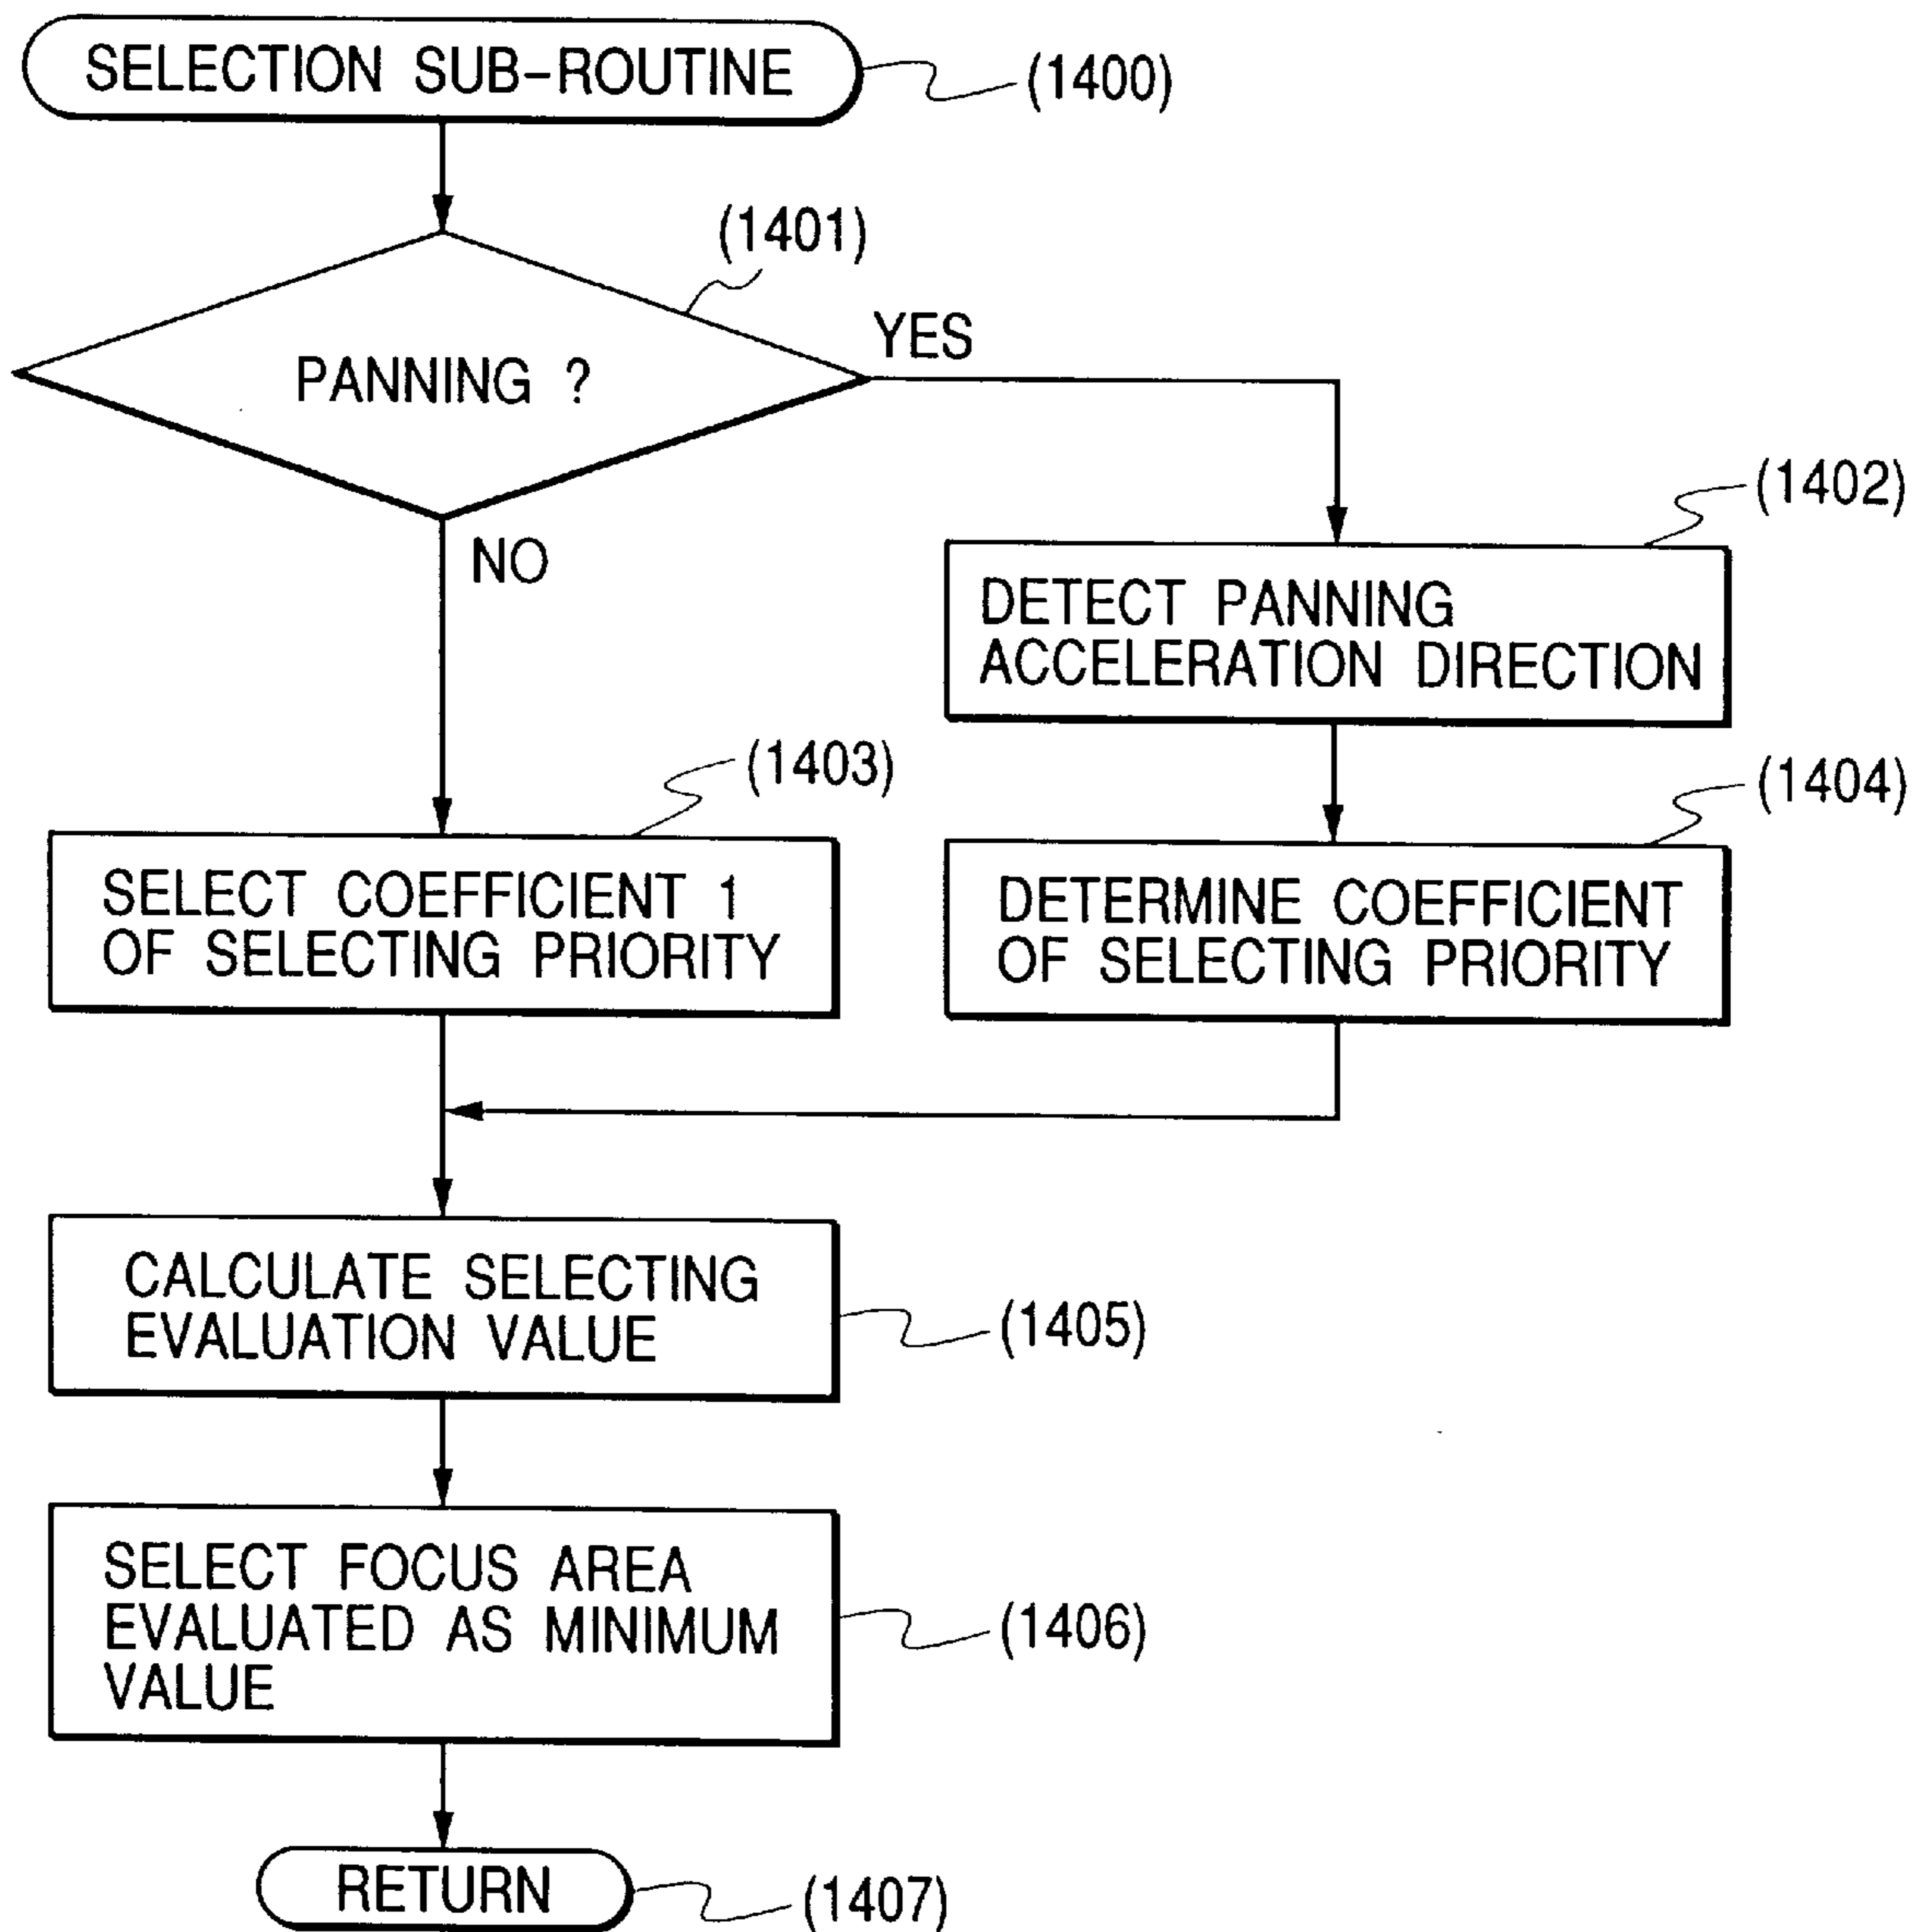 SELECTION SUB-ROUTINE
(1400)
(1401)
PANNING ?
YES
NO
(1402)
DETECT PANNING
ACCELERATION DIRECTION
(1403)
SELECT COEFFICIENT 1
OF SELECTING PRIORITY
(1404)
DETERMINE COEFFICIENT
OF SELECTING PRIORITY
CALCULATE SELECTING
EVALUATION VALUE
(1405)
SELECT FOCUS AREA
EVALUATED AS MINIMUM
VALUE
(1406)
RETURN
(1407)